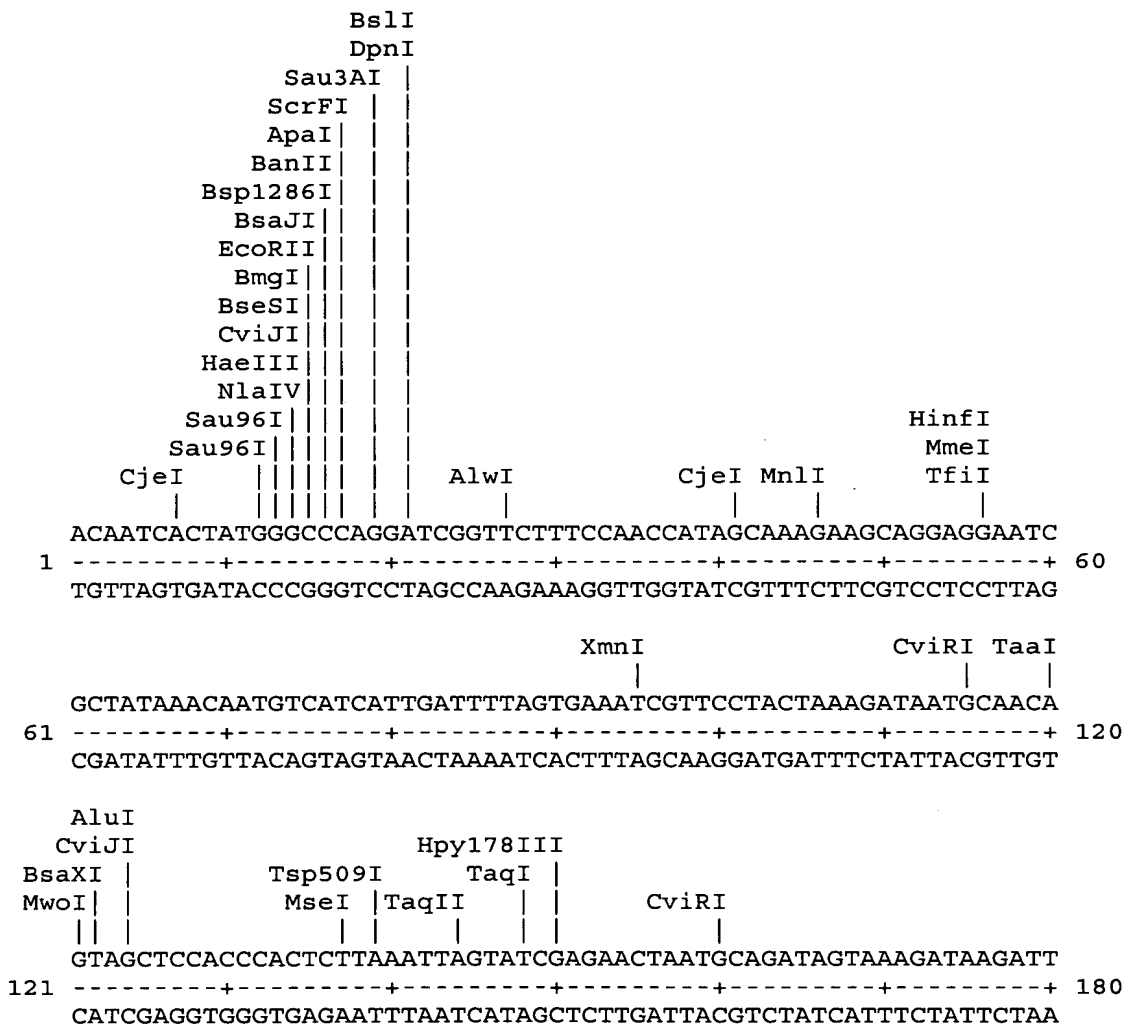 BslI
DpnI
Sau3AI
ScrFI
ApaI
BanII
Bsp1286I
BsaJI
EcoRII
BmgI
BseSI
CviJI
HaeIII
NlaIV
Sau96I HinfI
Sau96I MmeI
CjeI AlwI CjeI MnlI TfiI
ACAATCACTATGGGCCCAGGATCGGTTCTTTCCAACCATAGCAAAGAAGCAGGAGGAATC
1 ---------+---------+---------+---------+---------+---------+ 60
TGTTAGTGATACCCGGGTCCTAGCCAAGAAAGGTTGGTATCGTTTCTTCGTCCTCCTTAG
XmnI CviRI TaaI
GCTATAAACAATGTCATCATTGATTTTAGTGAAATCGTTCCTACTAAAGATAATGCAACA
61 ---------+---------+---------+---------+---------+---------+ 120
CGATATTTGTTACAGTAGTAACTAAAATCACTTTAGCAAGGATGATTTCTATTACGTTGT
AluI
CviJI Hpy178III
BsaXI Tsp509I TaqI
MwoI MseI TaqII CviRI
GTAGCTCCACCCACTCTTAAATTAGTATCGAGAACTAATGCAGATAGTAAAGATAAGATT
121 ---------+---------+---------+---------+---------+---------+ 180
CATCGAGGTGGGTGAGAATTTAATCATAGCTCTTGATTACGTCTATCATTTCTATTCTAA